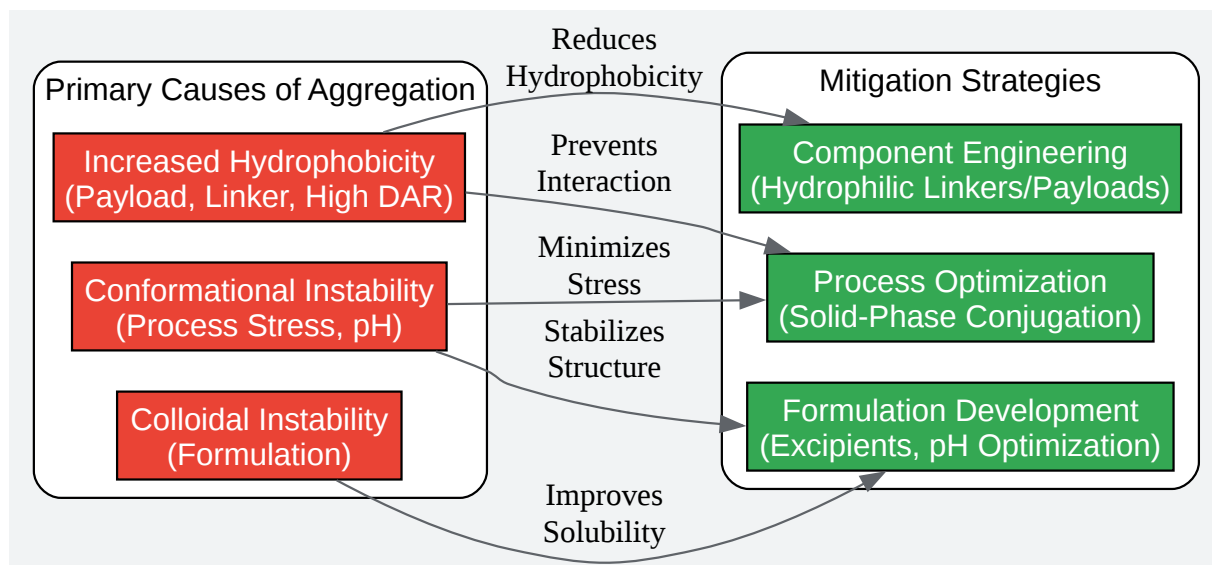 Primary Causes of Aggregation
Increased Hydrophobicity
(Payload, Linker, High DAR)
Conformational Instability
(Process Stress, pH)
Colloidal Instability
(Formulation)
Reduces
Hydrophobicity
Prevents
Interaction
Minimizes
Stress
Stabilizes
Structure
Improves
Solubility
Mitigation Strategies
Component Engineering
(Hydrophilic Linkers/Payloads)
Process Optimization
(Solid-Phase Conjugation)
Formulation Development
(Excipients, pH Optimization)